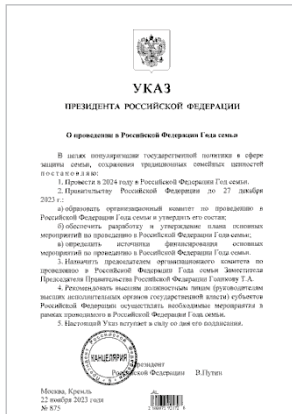 УКАЗ
ПРЕЗИДЕНТА РОССИЙСКОЙ ФЕДЕРАЦИИ
О проведении в Российской Федерации Года семьи
В целях популяризации государственной политики в сфере
защиты семьи, сохранения традиционных семейных ценностей
постановляю:
1. Провести в 2024 году в Российской Федерации Год семьи.
2. Правительству Российской Федерации до 27 декабря
2023 г.:
а) образовать организационный комитет по проведению в
Российской Федерации Года семьи и утвердить его состав;
б) обеспечить разработку и утверждение плана основных
мероприятий по проведению в Российской Федерации Года семьи;
в) определить источники финансирования основных
мероприятий по проведению в Российской Федерации Года семьи.
3. Назначить председателем организационного комитета по
проведению в Российской Федерации Года семьи Заместителя
Председателя Правительства Российской Федерации Голикову Т.А.
4. Рекомендовать высшим должностным лицам (руководителям
высших исполнительных органов государственной власти) субъектов
Российской Федерации осуществлять необходимые мероприятия в
рамках проводимого в Российской Федерации Года семьи.
5. Настоящий Указ вступает в силу со дня его подписания.
КАНЦЕЛЯРИЯ
Президент
Российской Федерации В.Путин
Москва, Кремль
22 ноября 2023 года
№ 875